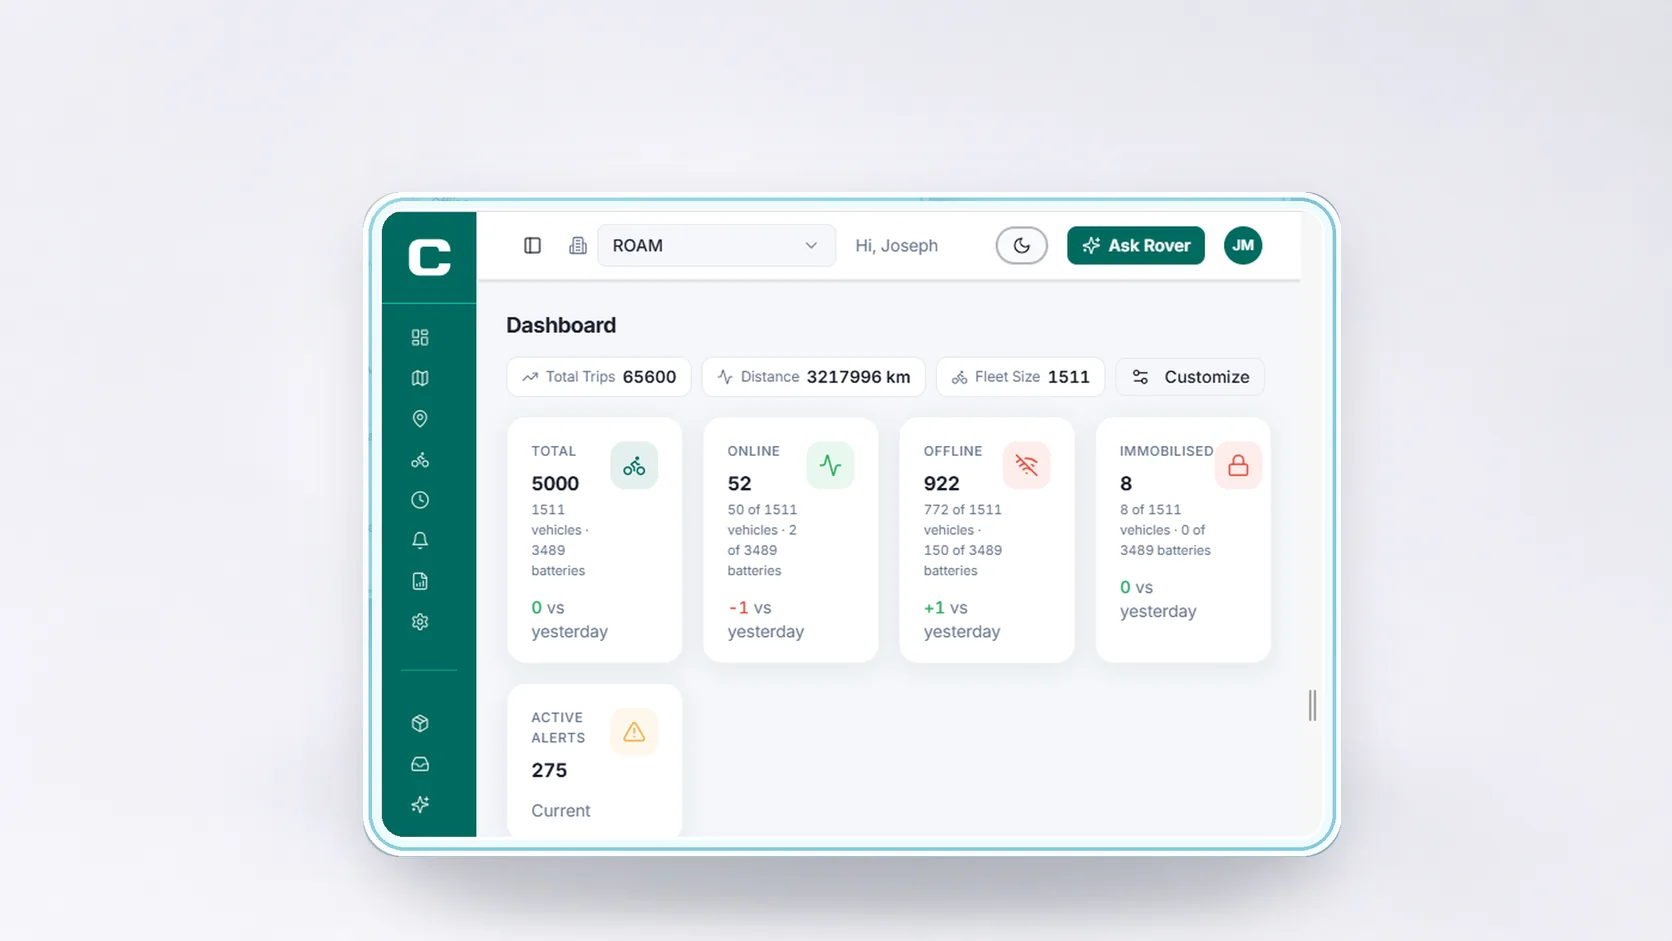 C
ROAM
Hi, Joseph
Ask Rover
JM
Dashboard
Total Trips 65600
Distance 3217996 km
Fleet Size 1511
Customize
TOTAL
5000
1511
vehicles ·
3489
batteries
0 vs
yesterday
ONLINE
52
50 of 1511
vehicles · 2
of 3489
batteries
-1 vs
yesterday
OFFLINE
922
772 of 1511
vehicles ·
150 of 3489
batteries
+1 vs
yesterday
IMMOBILISED
8
8 of 1511
vehicles · 0 of
3489 batteries
0 vs
yesterday
ACTIVE
ALERTS
275
Current